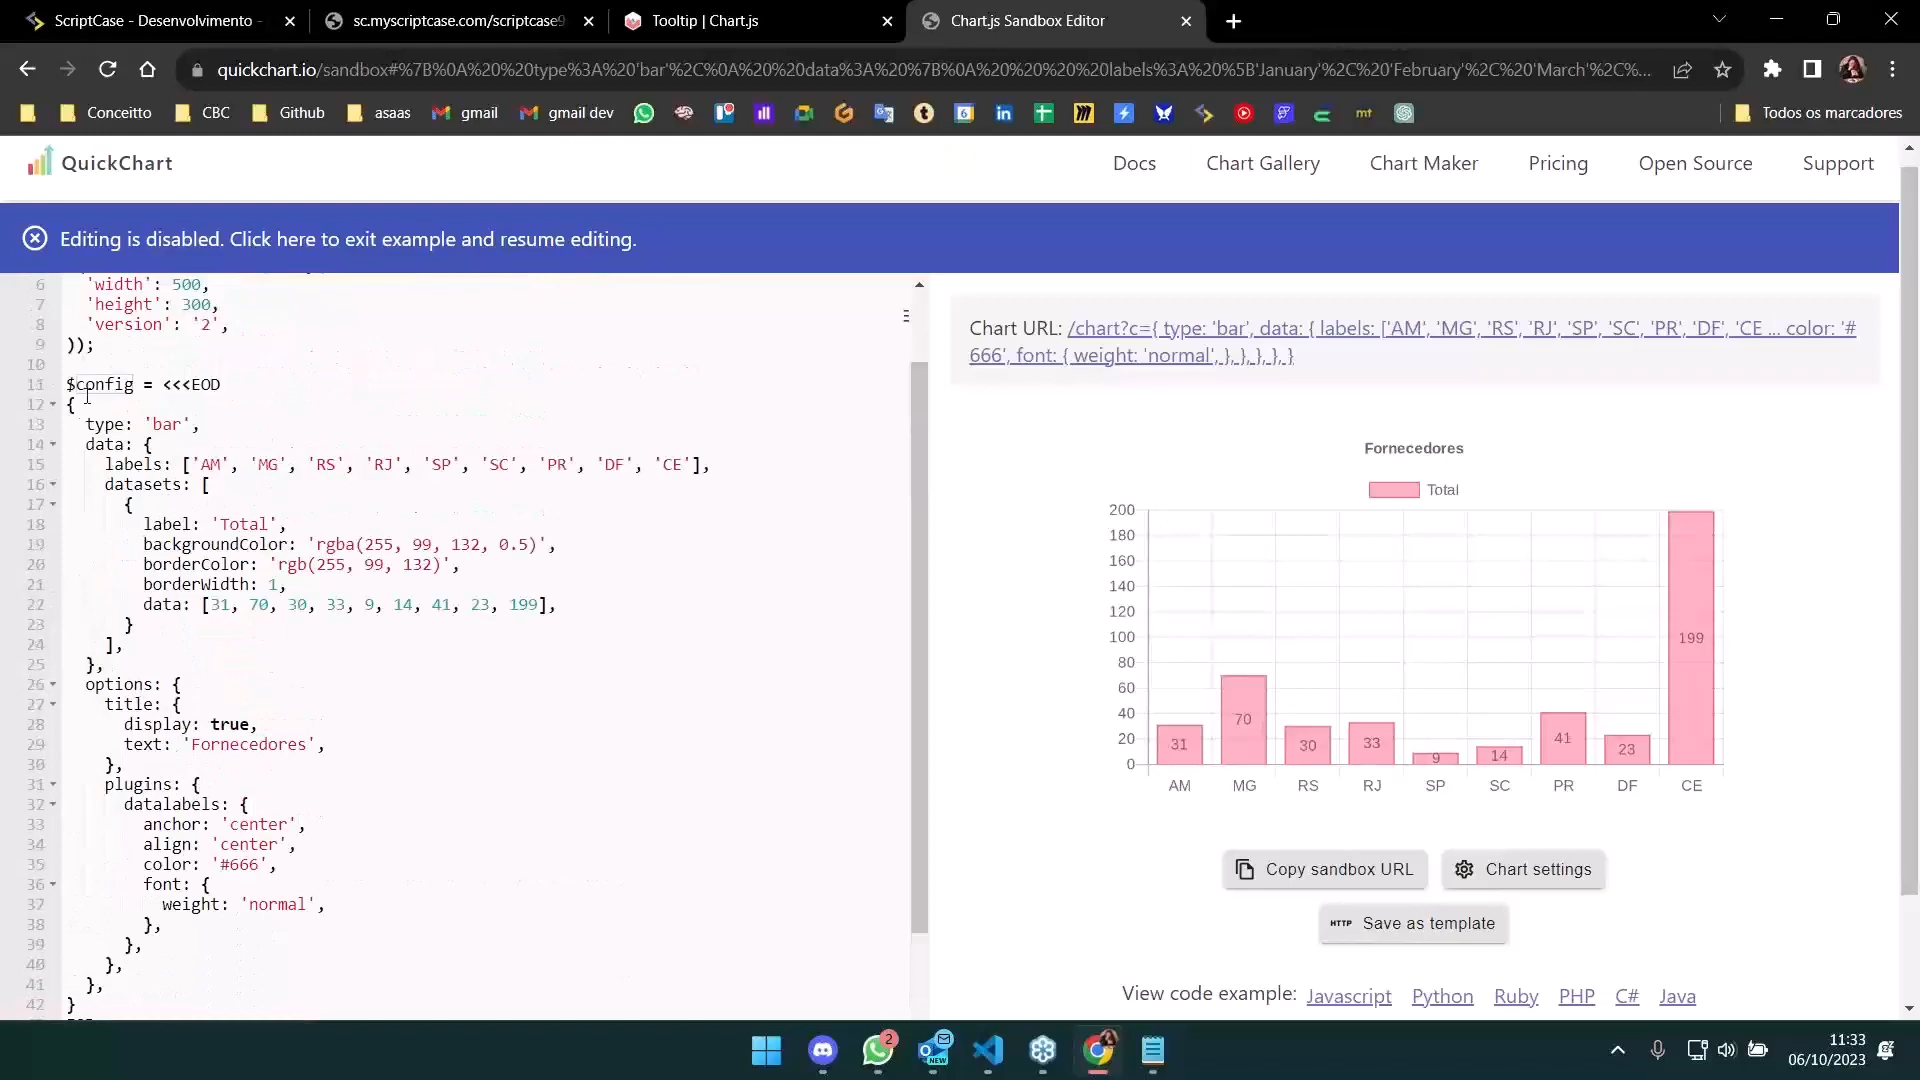 ScriptCase - Desenvolvimento -
sc.myscriptcase.com/scriptcase9
Tooltip | Chart.js
Chart.js Sandbox Editor
quickchart.io/sandbox#%7B%0A%20%20type%3A%20'bar'%2C%0A%20%20data%3A%20%7B%0A%20%20%20%20labels%3A%20%5B'January'%2C%20'February'%2C%20'March'%2C%...
Conceitto
CBC
Github
asaas
gmail
gmail dev
Todos os marcadores
QuickChart
Docs
Chart Gallery
Chart Maker
Pricing
Open Source
Support
Editing is disabled. Click here to exit example and resume editing.
6 'width': 500,
7 'height': 300,
8 'version': '2',
9 ));
10
11 $config = <<<EOD
12 {
13 type: 'bar',
14 data: {
15 labels: ['AM', 'MG', 'RS', 'RJ', 'SP', 'SC', 'PR', 'DF', 'CE'],
16 datasets: [
17 {
18 label: 'Total',
19 backgroundColor: 'rgba(255, 99, 132, 0.5)',
20 borderColor: 'rgb(255, 99, 132)',
21 borderWidth: 1,
22 data: [31, 70, 30, 33, 9, 14, 41, 23, 199],
23 }
24 ],
25 },
26 options: {
27 title: {
28 display: true,
29 text: 'Fornecedores',
30 },
31 plugins: {
32 datalabels: {
33 anchor: 'center',
34 align: 'center',
35 color: '#666',
36 font: {
37 weight: 'normal',
38 },
39 },
40 },
41 },
42 }
Chart URL: /chart?c={ type: 'bar', data: { labels: ['AM', 'MG', 'RS', 'RJ', 'SP', 'SC', 'PR', 'DF', 'CE ... color: '#
666', font: { weight: 'normal', }, }, }, }, }
Fornecedores
Total
200
180
160
140
120
100
80
60
40
20
0
31
70
30
33
9
14
41
23
199
AM MG RS RJ SP SC PR DF CE
Copy sandbox URL
Chart settings
HTTP Save as template
View code example: Javascript Python Ruby PHP C# Java
2
NEW
11:33
06/10/2023